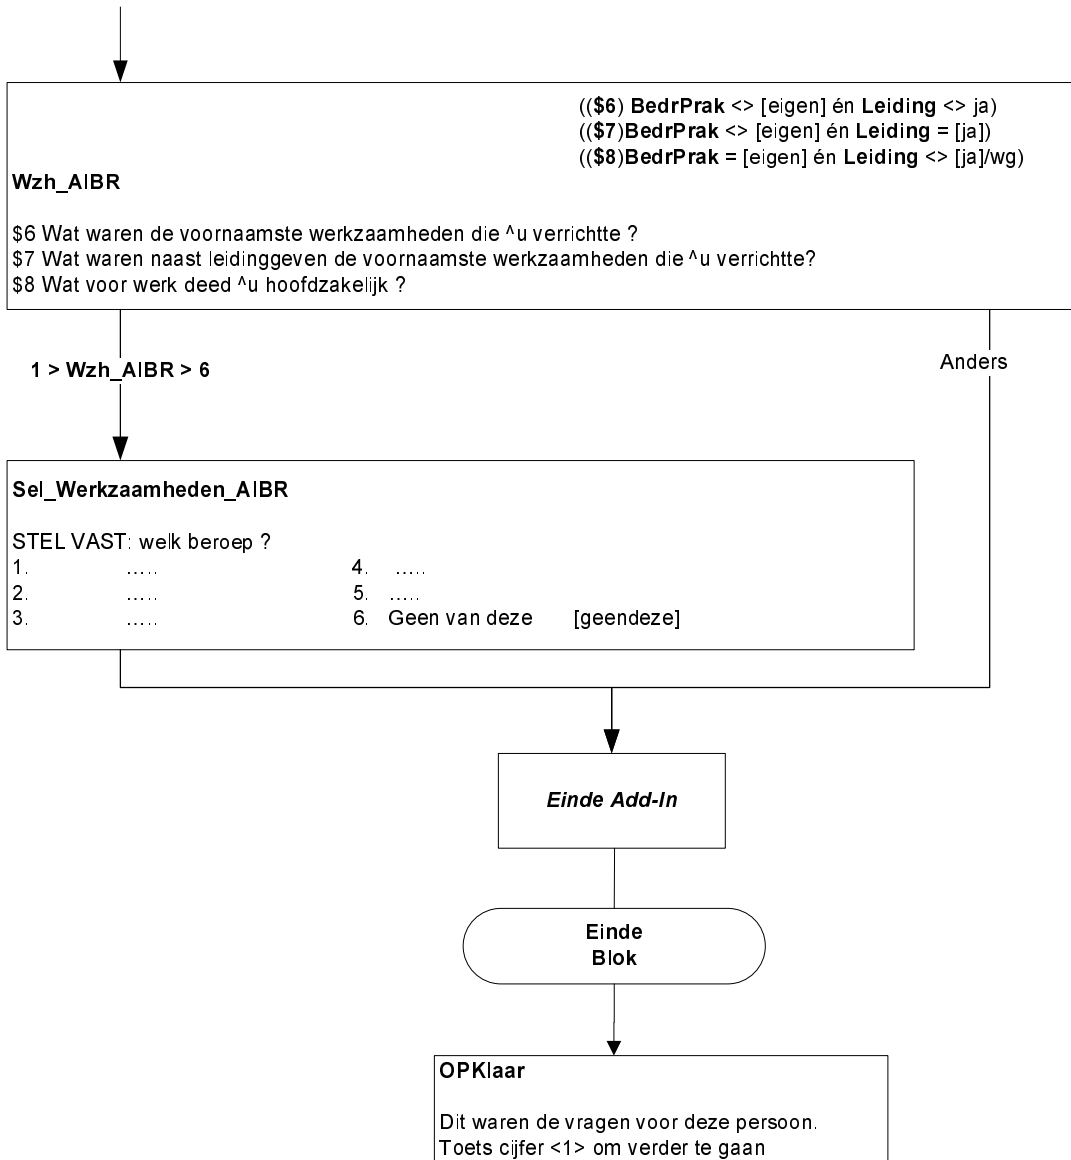 (($6) BedrPrak <> [eigen] én Leiding <> ja)
(($7)BedrPrak <> [eigen] én Leiding = [ja])
(($8)BedrPrak = [eigen] én Leiding <> [ja]/wg)
Wzh_AIBR
$6 Wat waren de voornaamste werkzaamheden die ^u verrichtte ?
$7 Wat waren naast leidinggeven de voornaamste werkzaamheden die ^u verrichtte?
$8 Wat voor werk deed ^u hoofdzakelijk ?
1 > Wzh_AIBR > 6
Anders
Sel_Werkzaamheden_AIBR
STEL VAST: welk beroep ?
1. ..... 4. .....
2. ..... 5. .....
3. ..... 6. Geen van deze [geendeze]
Einde Add-In
Einde
Blok
OPKlaar
Dit waren de vragen voor deze persoon.
Toets cijfer <1> om verder te gaan